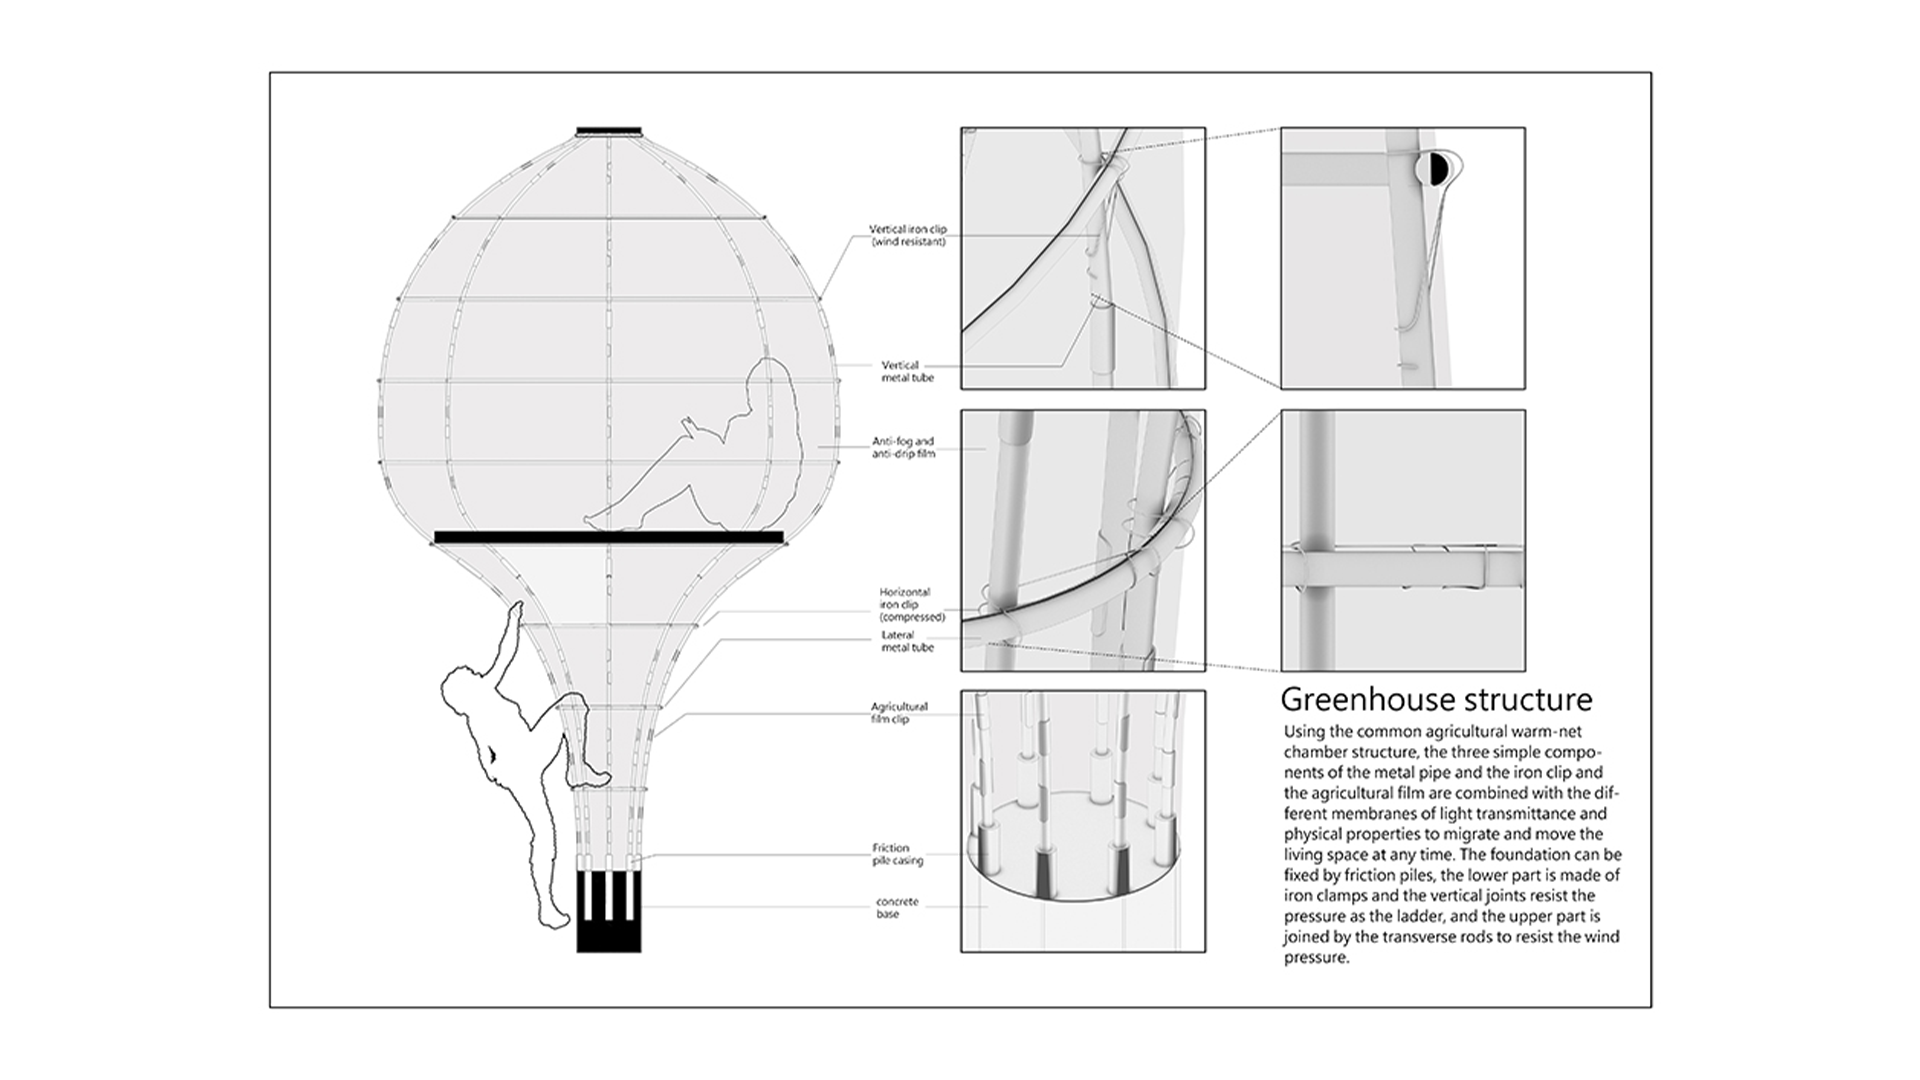 Vertical iron clip
(wind resistant)
Vertical
metal tube
Anti-fog and
anti-drip film
Horizontal
iron clip
(compressed)
Lateral
metal tube
Agricultural
film clip
Friction
pile casing
concrete
base
Greenhouse structure
Using the common agricultural warm-net
chamber structure, the three simple compo-
nents of the metal pipe and the iron clip and
the agricultural film are combined with the dif-
ferent membranes of light transmittance and
physical properties to migrate and move the
living space at any time. The foundation can be
fixed by friction piles, the lower part is made of
iron clamps and the vertical joints resist the
pressure as the ladder, and the upper part is
joined by the transverse rods to resist the wind
pressure.